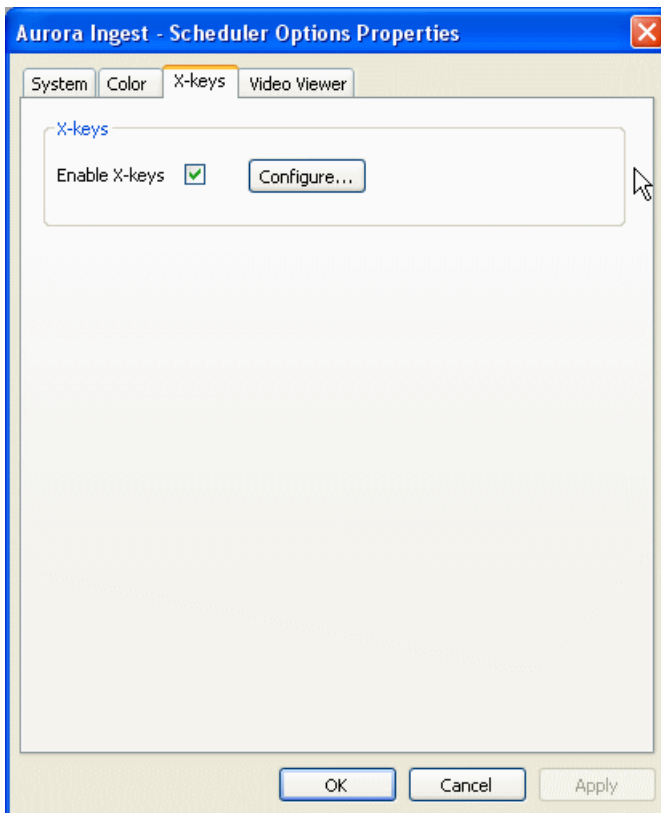 Aurora Ingest - Scheduler Options Properties
System Color X-keys Video Viewer
X-keys
Enable X-keys Configure...
OK Cancel Apply